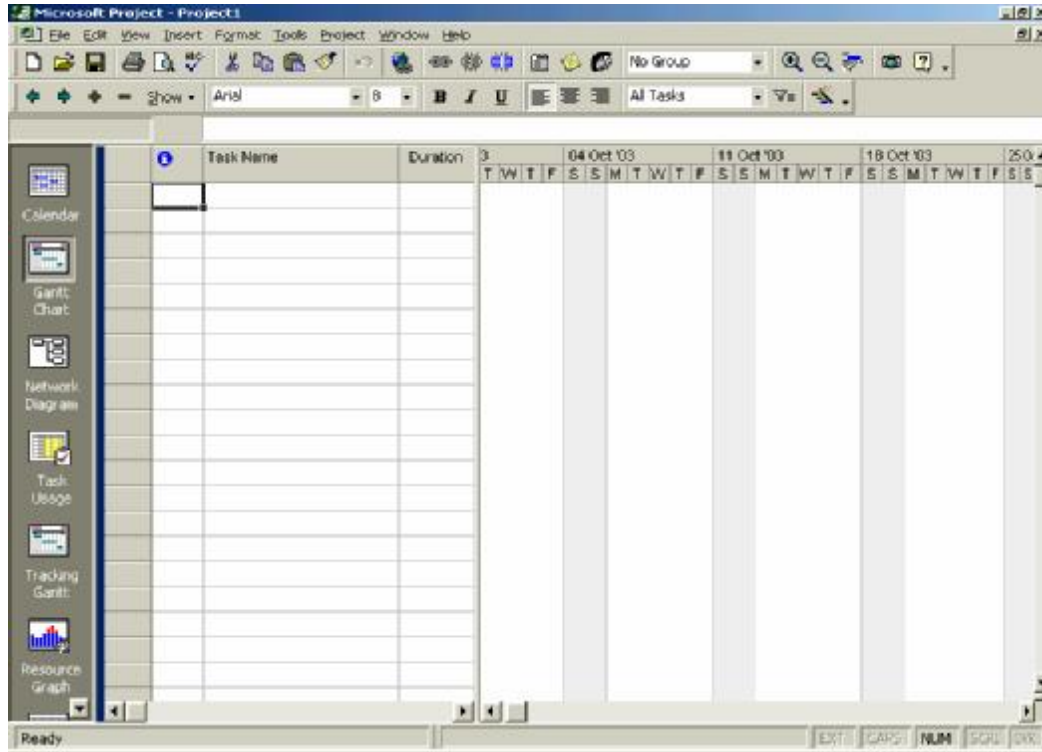 Microsoft Project - Project1
File Edit View Insert Format Tools Project Window Help
No Group
Show Arial 8 B I U All Tasks
Task Name Duration 3 04 Oct '03 11 Oct '03 18 Oct '03 25 O
T W T F S S M T W T F S S M T W T F S S M T W T F S S
Calendar
Gantt
Chart
Network
Diagram
Task
Usage
Tracking
Gantt
Resource
Graph
Ready EXT CAPS NUM SCRL OVR